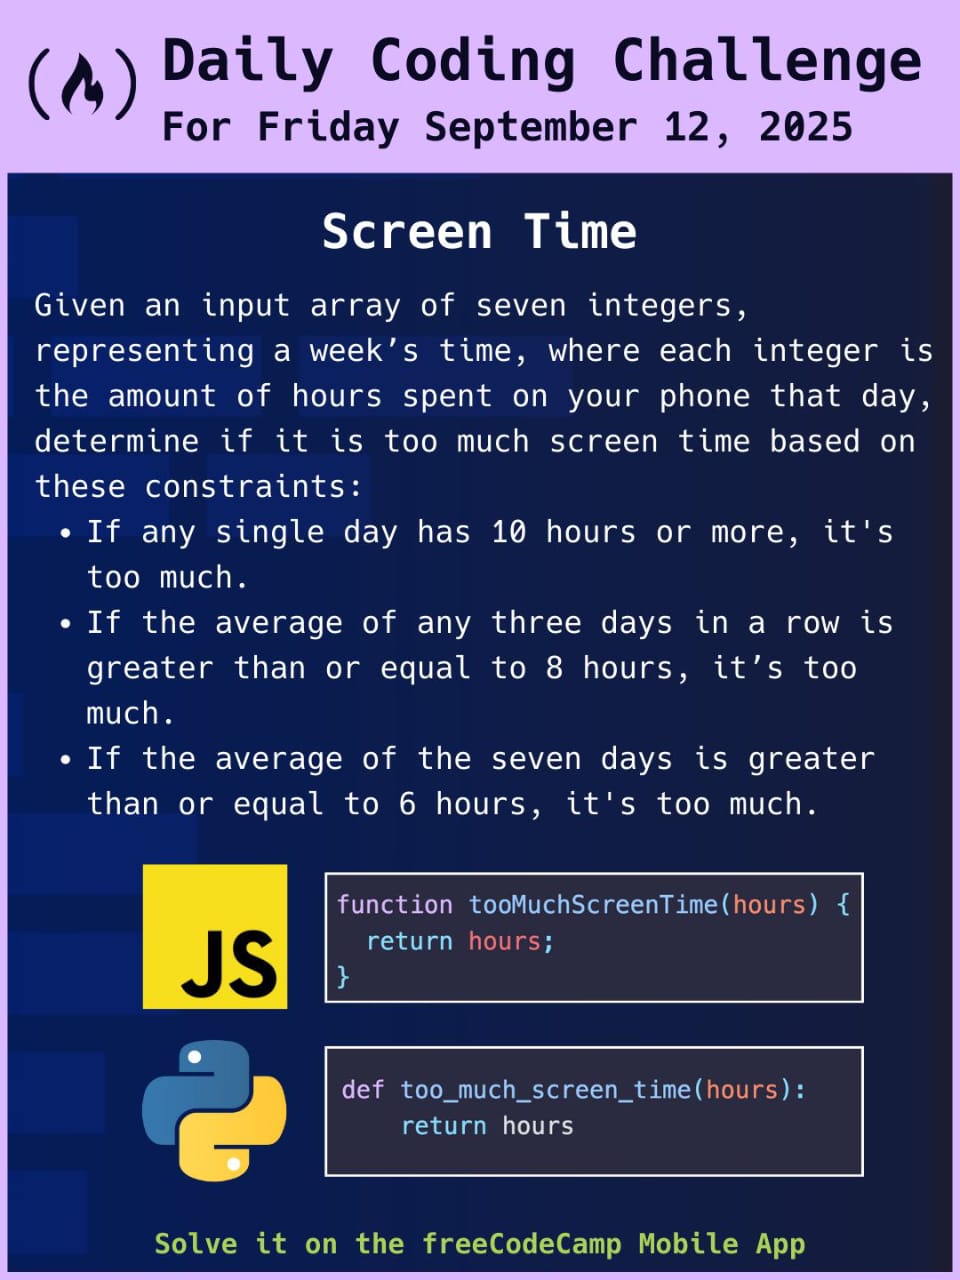 Daily Coding Challenge
For Friday September 12, 2025
Screen Time
Given an input array of seven integers,
representing a week’s time, where each integer is
the amount of hours spent on your phone that day,
determine if it is too much screen time based on
these constraints:
• If any single day has 10 hours or more, it's
too much.
• If the average of any three days in a row is
greater than or equal to 8 hours, it’s too
much.
• If the average of the seven days is greater
than or equal to 6 hours, it's too much.
JS
function tooMuchScreenTime(hours) {
  return hours;
}
def too_much_screen_time(hours):
    return hours
Solve it on the freeCodeCamp Mobile App